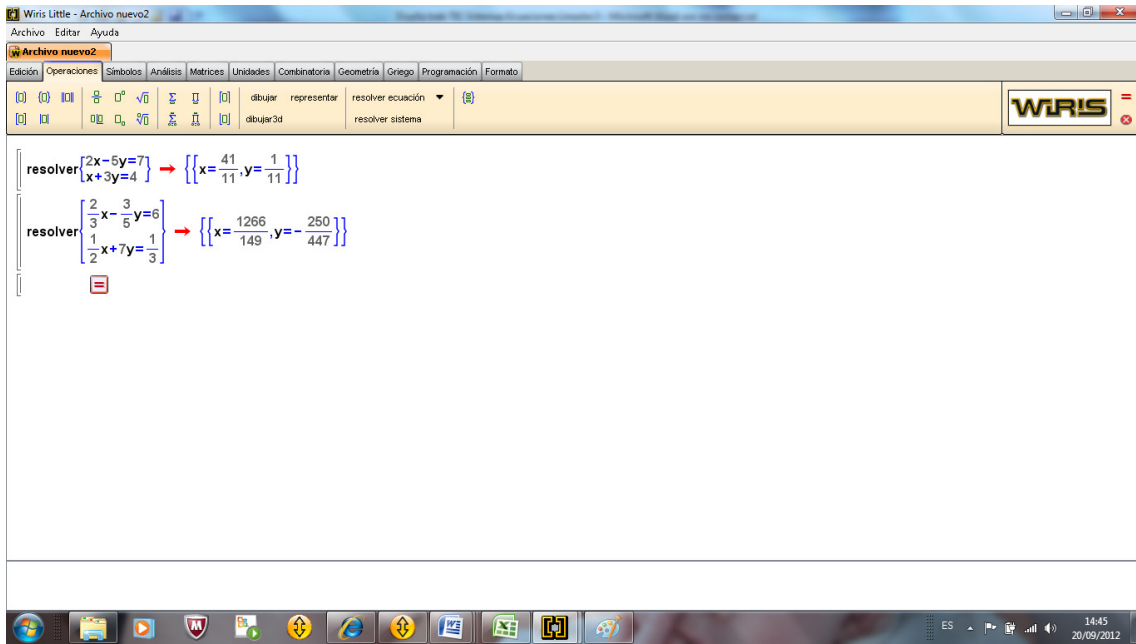 Wiris Little - Archivo nuevo2
Archivo Editar Ayuda
Archivo nuevo2
Edición Operaciones Símbolos Análisis Matrices Unidades Combinatoria Geometría Griego Programación Formato
dibujar representar resolver ecuación
dibujar3d resolver sistema
WIRIS
resolver{2x-5y=7 x+3y=4} → {{x=41/11,y=1/11}}
resolver{2/3x-3/5y=6 1/2x+7y=1/3} → {{x=1266/149,y=-250/447}}
=
ES
14:45
20/09/2012